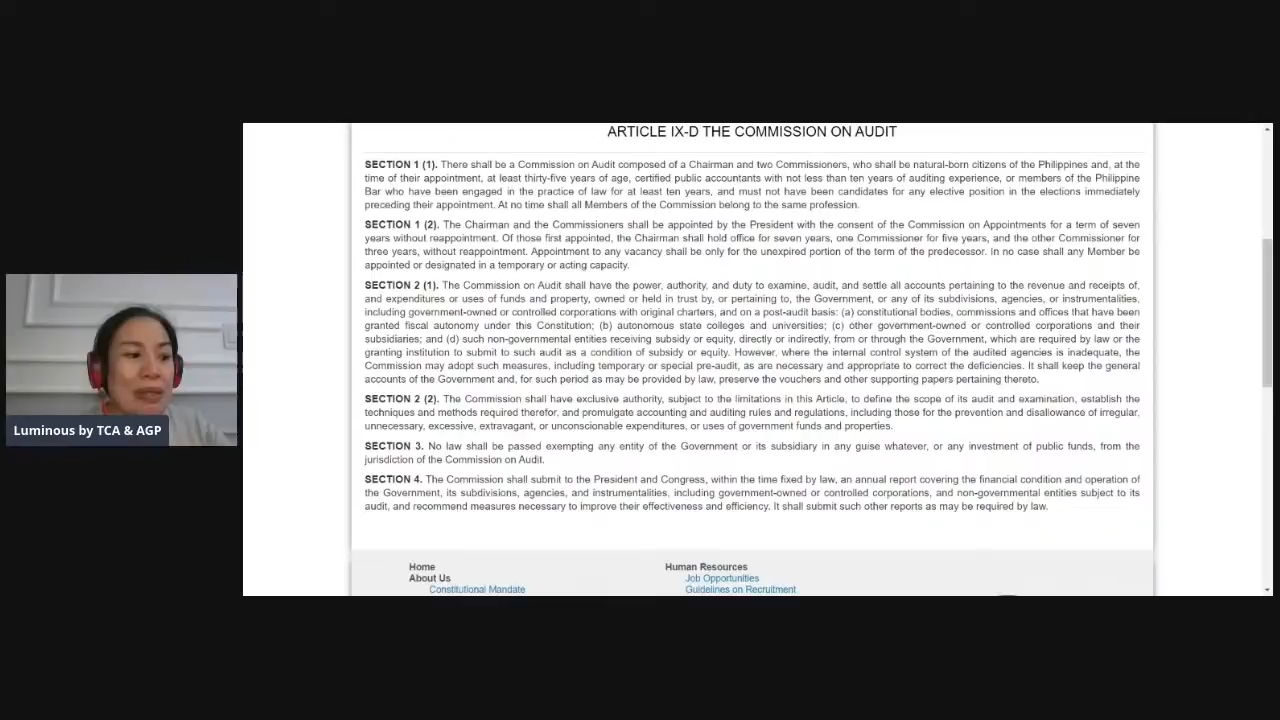 ARTICLE IX-D THE COMMISSION ON AUDIT
SECTION 1 (1). There shall be a Commission on Audit composed of a Chairman and two Commissioners, who shall be natural-born citizens of the Philippines and, at the
time of their appointment, at least thirty-five years of age, certified public accountants with not less than ten years of auditing experience, or members of the Philippine
Bar who have been engaged in the practice of law for at least ten years, and must not have been candidates for any elective position in the elections immediately
preceding their appointment. At no time shall all Members of the Commission belong to the same profession.
SECTION 1 (2). The Chairman and the Commissioners shall be appointed by the President with the consent of the Commission on Appointments for a term of seven
years without reappointment. Of those first appointed, the Chairman shall hold office for seven years, one Commissioner for five years, and the other Commissioner for
three years, without reappointment. Appointment to any vacancy shall be only for the unexpired portion of the term of the predecessor. In no case shall any Member be
appointed or designated in a temporary or acting capacity.
SECTION 2 (1). The Commission on Audit shall have the power, authority, and duty to examine, audit, and settle all accounts pertaining to the revenue and receipts of,
and expenditures or uses of funds and property, owned or held in trust by, or pertaining to, the Government, or any of its subdivisions, agencies, or instrumentalities,
including government-owned or controlled corporations with original charters, and on a post-audit basis: (a) constitutional bodies, commissions and offices that have been
granted fiscal autonomy under this Constitution; (b) autonomous state colleges and universities; (c) other government-owned or controlled corporations and their
subsidiaries; and (d) such non-governmental entities receiving subsidy or equity, directly or indirectly, from or through the Government, which are required by law or the
granting institution to submit to such audit as a condition of subsidy or equity. However, where the internal control system of the audited agencies is inadequate, the
Commission may adopt such measures, including temporary or special pre-audit, as are necessary and appropriate to correct the deficiencies. It shall keep the general
accounts of the Government and, for such period as may be provided by law, preserve the vouchers and other supporting papers pertaining thereto.
SECTION 2 (2). The Commission shall have exclusive authority, subject to the limitations in this Article, to define the scope of its audit and examination, establish the
techniques and methods required therefor, and promulgate accounting and auditing rules and regulations, including those for the prevention and disallowance of irregular,
unnecessary, excessive, extravagant, or unconscionable expenditures, or uses of government funds and properties.
SECTION 3. No law shall be passed exempting any entity of the Government or its subsidiary in any guise whatever, or any investment of public funds, from the
jurisdiction of the Commission on Audit.
SECTION 4. The Commission shall submit to the President and Congress, within the time fixed by law, an annual report covering the financial condition and operation of
the Government, its subdivisions, agencies, and instrumentalities, including government-owned or controlled corporations, and non-governmental entities subject to its
audit, and recommend measures necessary to improve their effectiveness and efficiency. It shall submit such other reports as may be required by law.
Home
About Us
Constitutional Mandate
Human Resources
Job Opportunities
Guidelines on Recruitment
Luminous by TCA & AGP